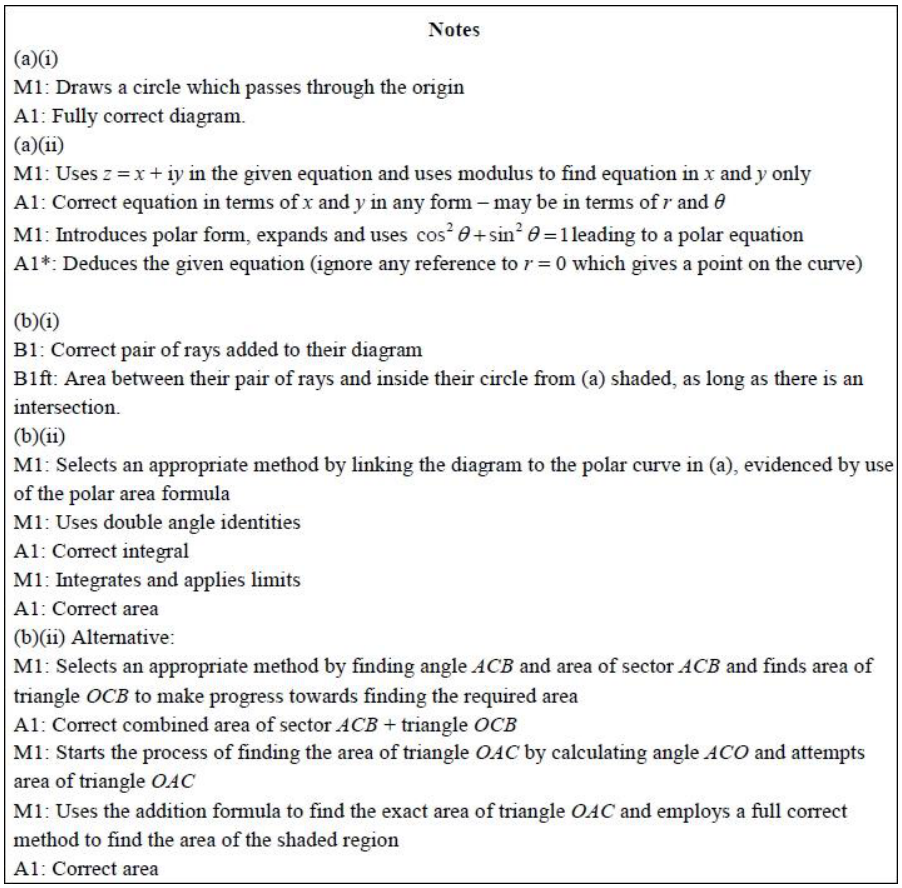 Notes
(a)(i)
M1: Draws a circle which passes through the origin
A1: Fully correct diagram.
(a)(ii)
M1: Uses z = x + iy in the given equation and uses modulus to find equation in x and y only
A1: Correct equation in terms of x and y in any form – may be in terms of r and θ
M1: Introduces polar form, expands and uses cos² θ + sin² θ = 1 leading to a polar equation
A1*: Deduces the given equation (ignore any reference to r = 0 which gives a point on the curve)
(b)(i)
B1: Correct pair of rays added to their diagram
B1ft: Area between their pair of rays and inside their circle from (a) shaded, as long as there is an
intersection.
(b)(ii)
M1: Selects an appropriate method by linking the diagram to the polar curve in (a), evidenced by use
of the polar area formula
M1: Uses double angle identities
A1: Correct integral
M1: Integrates and applies limits
A1: Correct area
(b)(ii) Alternative:
M1: Selects an appropriate method by finding angle ACB and area of sector ACB and finds area of
triangle OCB to make progress towards finding the required area
A1: Correct combined area of sector ACB + triangle OCB
M1: Starts the process of finding the area of triangle OAC by calculating angle ACO and attempts
area of triangle OAC
M1: Uses the addition formula to find the exact area of triangle OAC and employs a full correct
method to find the area of the shaded region
A1: Correct area